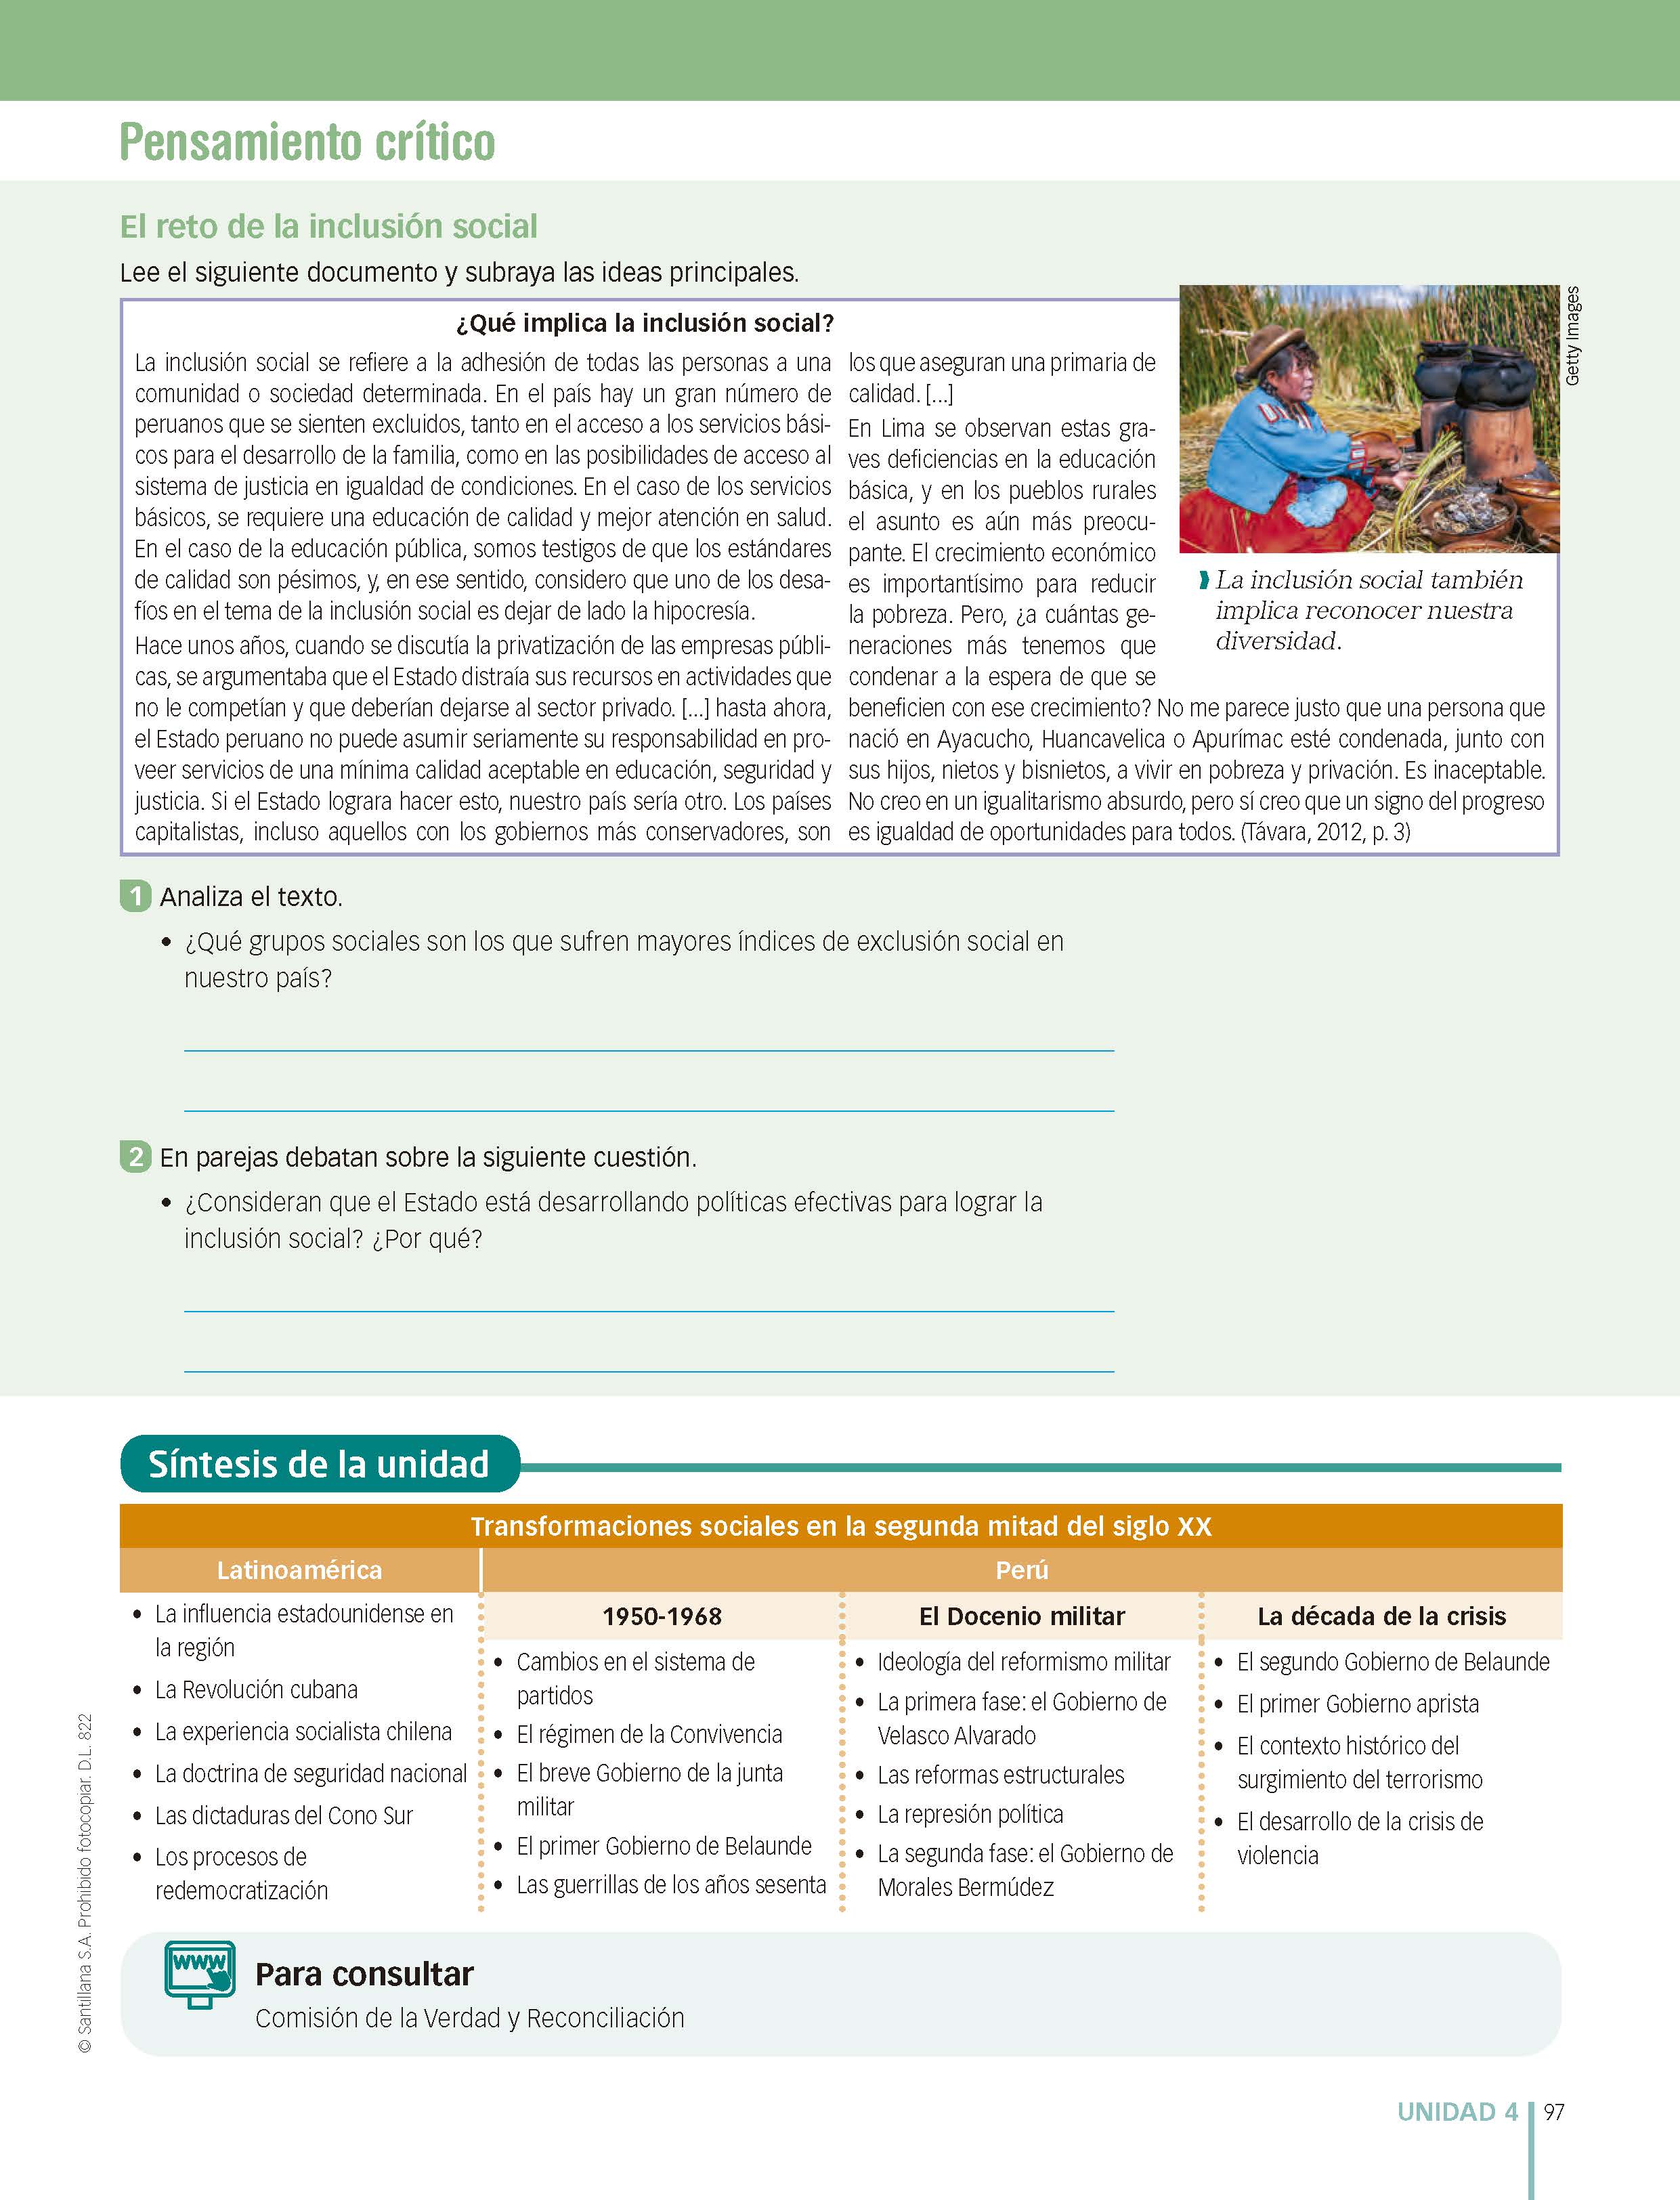 Pensamiento crítico
El reto de la inclusión social
Lee el siguiente documento y subraya las ideas principales.
¿Qué implica la inclusión social?
La inclusión social se refiere a la adhesión de todas las personas a una
comunidad o sociedad determinada. En el país hay un gran número de
peruanos que se sienten excluidos, tanto en el acceso a los servicios bási-
cos para el desarrollo de la familia, como en las posibilidades de acceso al
sistema de justicia en igualdad de condiciones. En el caso de los servicios
básicos, se requiere una educación de calidad y mejor atención en salud.
En el caso de la educación pública, somos testigos de que los estándares
de calidad son pésimos, y, en ese sentido, considero que uno de los desa-
fíos en el tema de la inclusión social es dejar de lado la hipocresía.
Hace unos años, cuando se discutía la privatización de las empresas públi-
cas, se argumentaba que el Estado distraía sus recursos en actividades que
no le competían y que deberían dejarse al sector privado. [...] hasta ahora,
el Estado peruano no puede asumir seriamente su responsabilidad en pro-
veer servicios de una mínima calidad aceptable en educación, seguridad y
justicia. Si el Estado lograra hacer esto, nuestro país sería otro. Los países
capitalistas, incluso aquellos con los gobiernos más conservadores, son
los que aseguran una primaria de
calidad. [...]
En Lima se observan estas gra-
ves deficiencias en la educación
básica, y en los pueblos rurales
el asunto es aún más preocu-
pante. El crecimiento económico
es importantísimo para reducir
la pobreza. Pero, ¿a cuántas ge-
neraciones más tenemos que
condenar a la espera de que se
beneficien con ese crecimiento? No me parece justo que una persona que
nació en Ayacucho, Huancavelica o Apurímac esté condenada, junto con
sus hijos, nietos y bisnietos, a vivir en pobreza y privación. Es inaceptable.
No creo en un igualitarismo absurdo, pero sí creo que un signo del progreso
es igualdad de oportunidades para todos. (Távara, 2012, p. 3)
Getty Images
La inclusión social también
implica reconocer nuestra
diversidad.
1 Analiza el texto.
• ¿Qué grupos sociales son los que sufren mayores índices de exclusión social en
nuestro país?
2 En parejas debatan sobre la siguiente cuestión.
• ¿Consideran que el Estado está desarrollando políticas efectivas para lograr la
inclusión social? ¿Por qué?
Síntesis de la unidad
Transformaciones sociales en la segunda mitad del siglo XX
Latinoamérica
Perú
• La influencia estadounidense en
la región
• La Revolución cubana
• La experiencia socialista chilena
• La doctrina de seguridad nacional
• Las dictaduras del Cono Sur
• Los procesos de
redemocratización
1950-1968
• Cambios en el sistema de
partidos
• El régimen de la Convivencia
• El breve Gobierno de la junta
militar
• El primer Gobierno de Belaunde
• Las guerrillas de los años sesenta
El Docenio militar
• Ideología del reformismo militar
• La primera fase: el Gobierno de
Velasco Alvarado
• Las reformas estructurales
• La represión política
• La segunda fase: el Gobierno de
Morales Bermúdez
La década de la crisis
• El segundo Gobierno de Belaunde
• El primer Gobierno aprista
• El contexto histórico del
surgimiento del terrorismo
• El desarrollo de la crisis de
violencia
www
Para consultar
Comisión de la Verdad y Reconciliación
© Santillana S.A. Prohibido fotocopiar. D.L. 822
UNIDAD 4 97